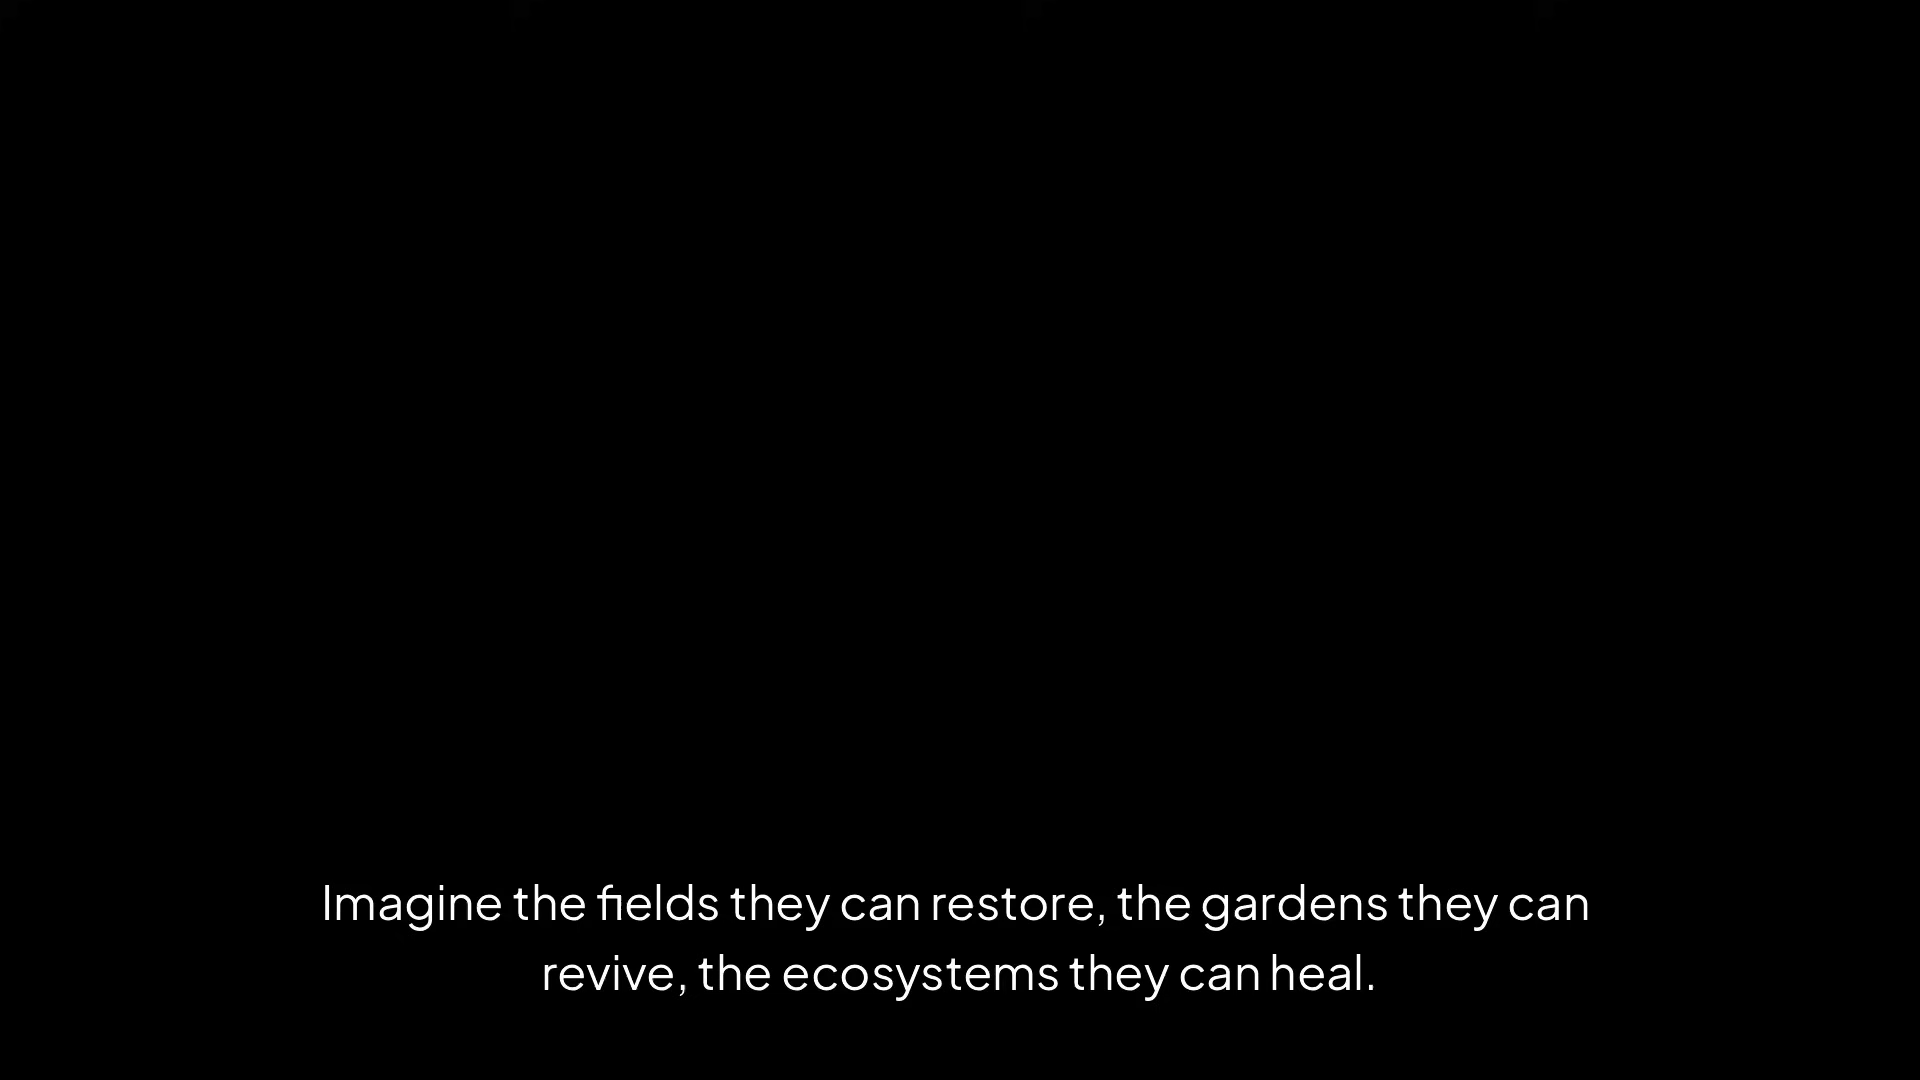 Imagine the fields they can restore, the gardens they can
revive, the ecosystems they can heal.